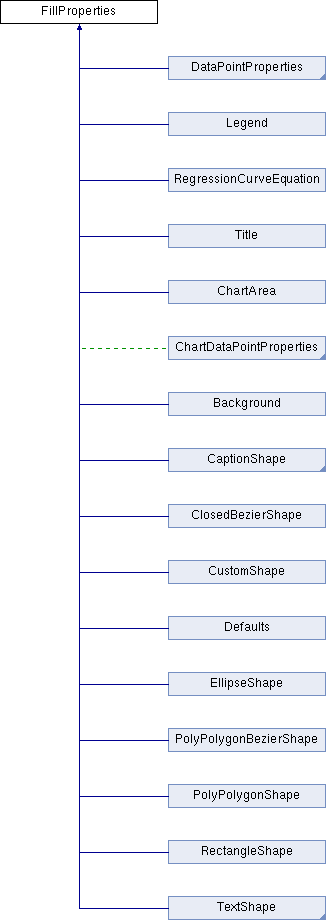 FillProperties
DataPointProperties
Legend
RegressionCurveEquation
Title
ChartArea
ChartDataPointProperties
Background
CaptionShape
ClosedBezierShape
CustomShape
Defaults
EllipseShape
PolyPolygonBezierShape
PolyPolygonShape
RectangleShape
TextShape